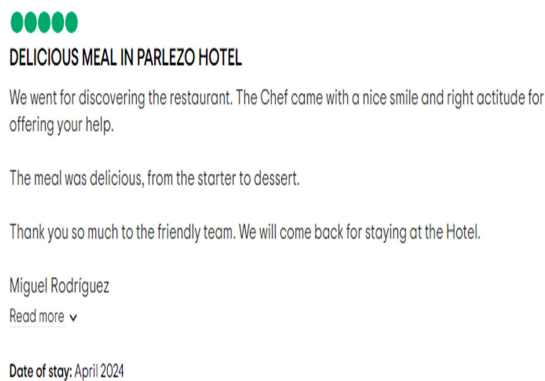 DELICIOUS MEAL IN PARLEZO HOTEL
We went for discovering the restaurant. The Chef came with a nice smile and right actitude for
offering your help.
The meal was delicious, from the starter to dessert.
Thank you so much to the friendly team. We will come back for staying at the Hotel.
Miguel Rodríguez
Read more
Date of stay: April 2024